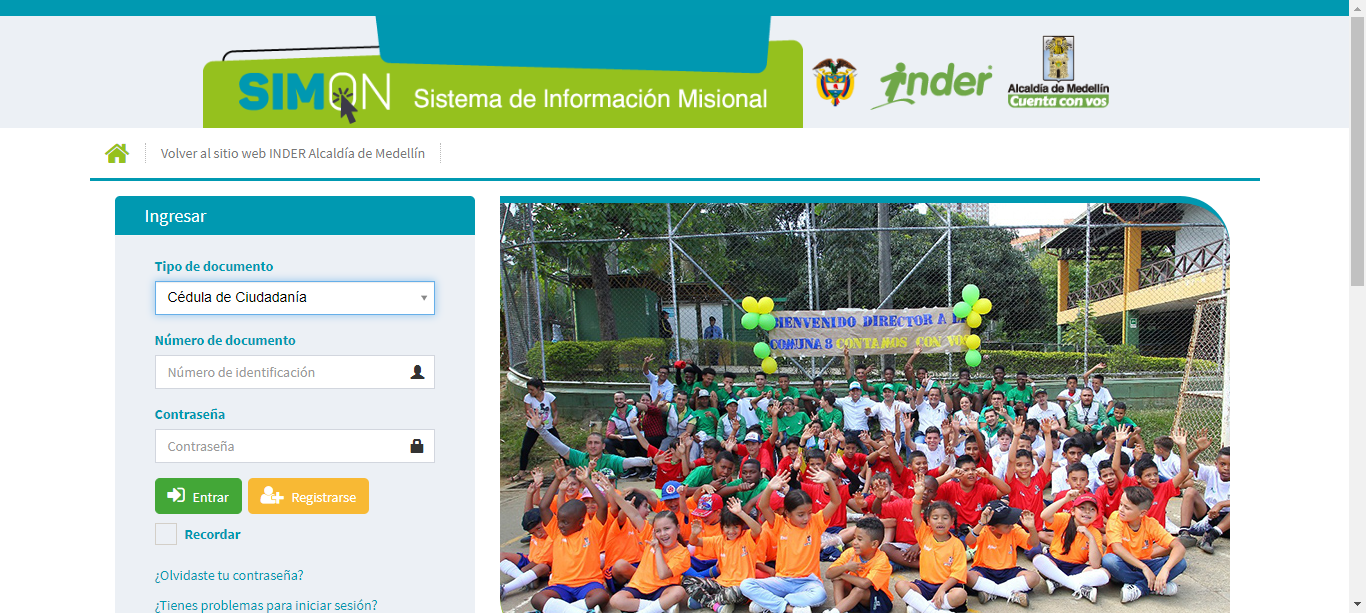 SIMON Sistema de Información Misional
inder
Alcaldía de Medellín
Cuenta con vos
Volver al sitio web INDER Alcaldía de Medellín
Ingresar
Tipo de documento
Cédula de Ciudadanía
Número de documento
Número de identificación
Contraseña
Contraseña
Entrar
Registrarse
Recordar
¿Olvidaste tu contraseña?
¿Tienes problemas para iniciar sesión?
BIENVENIDO DIRECTOR A LA
COMUNA 8 CONTAMOS CON VOS